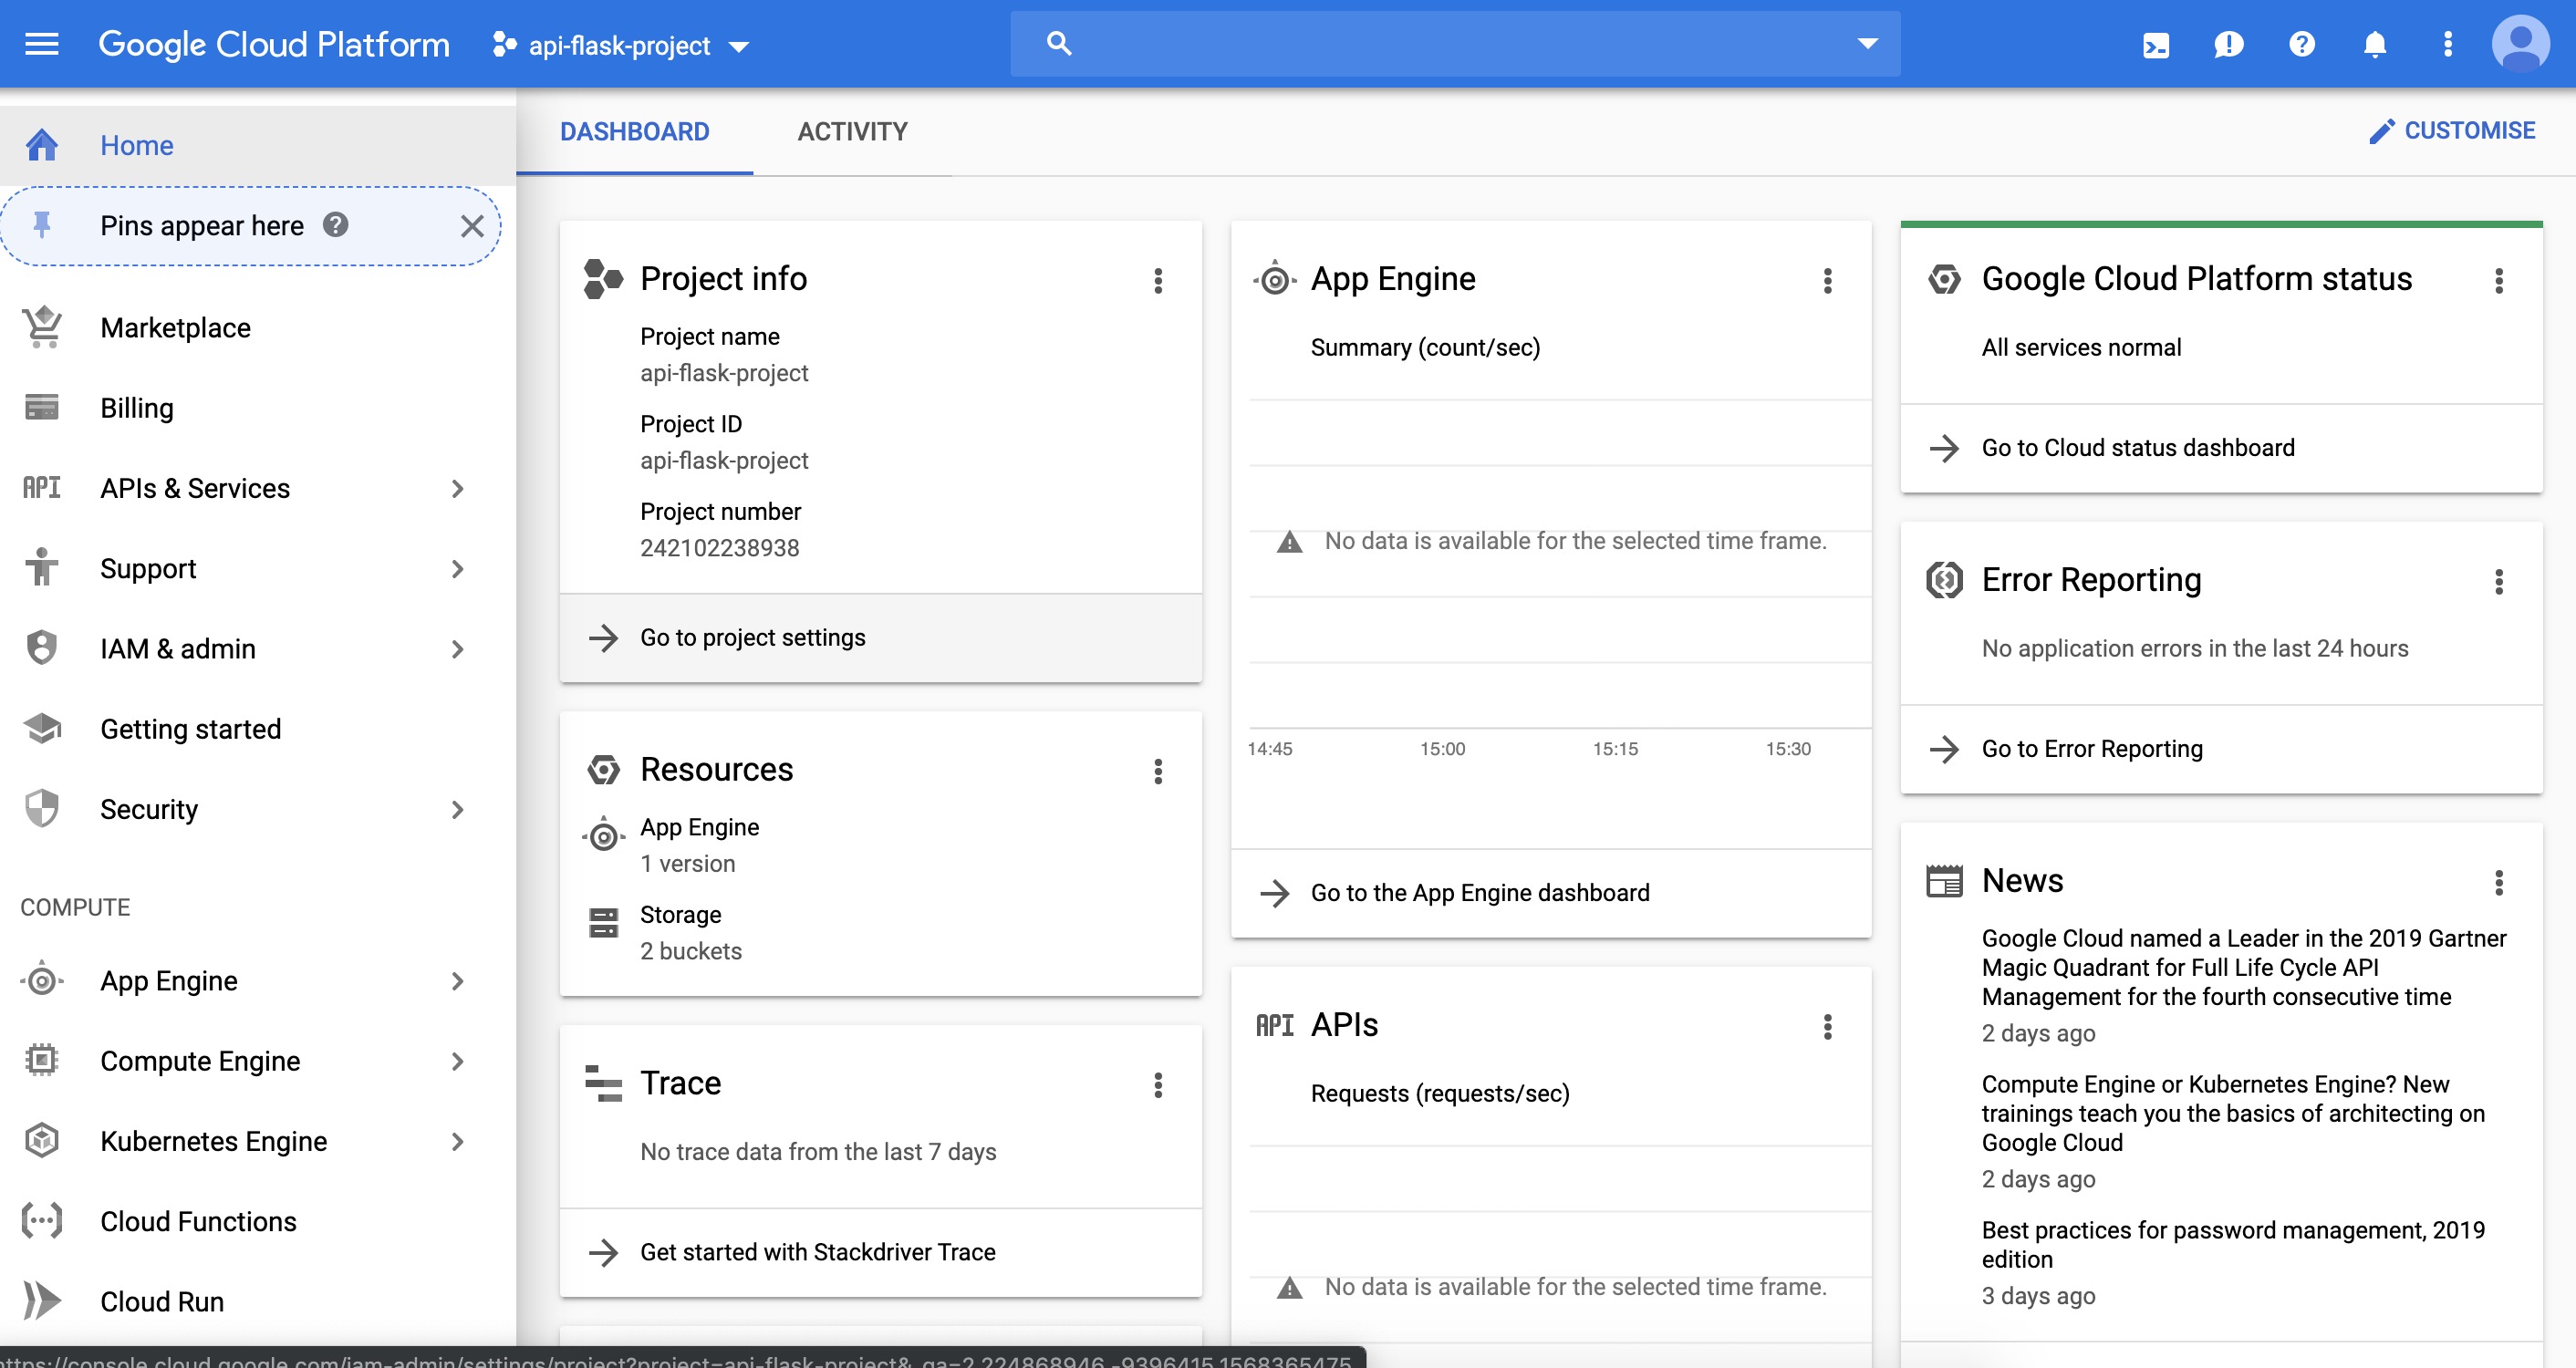 Google Cloud Platform
api-flask-project
Home
Pins appear here
Marketplace
Billing
API
APIs & Services
Support
IAM & admin
Getting started
Security
COMPUTE
App Engine
Compute Engine
Kubernetes Engine
Cloud Functions
Cloud Run
DASHBOARD
ACTIVITY
CUSTOMISE
Project info
Project name
api-flask-project
Project ID
api-flask-project
Project number
242102238938
Go to project settings
Resources
App Engine
1 version
Storage
2 buckets
Trace
No trace data from the last 7 days
Get started with Stackdriver Trace
App Engine
Summary (count/sec)
No data is available for the selected time frame.
14:45 15:00 15:15 15:30
Go to the App Engine dashboard
API APIs
Requests (requests/sec)
No data is available for the selected time frame.
Google Cloud Platform status
All services normal
Go to Cloud status dashboard
Error Reporting
No application errors in the last 24 hours
Go to Error Reporting
News
Google Cloud named a Leader in the 2019 Gartner
Magic Quadrant for Full Life Cycle API
Management for the fourth consecutive time
2 days ago
Compute Engine or Kubernetes Engine? New
trainings teach you the basics of architecting on
Google Cloud
2 days ago
Best practices for password management, 2019
edition
3 days ago
https://console.cloud.google.com/iam-admin/settings/project?project=api-flask-project&_ga=2.224868946.-9396415.1568365475